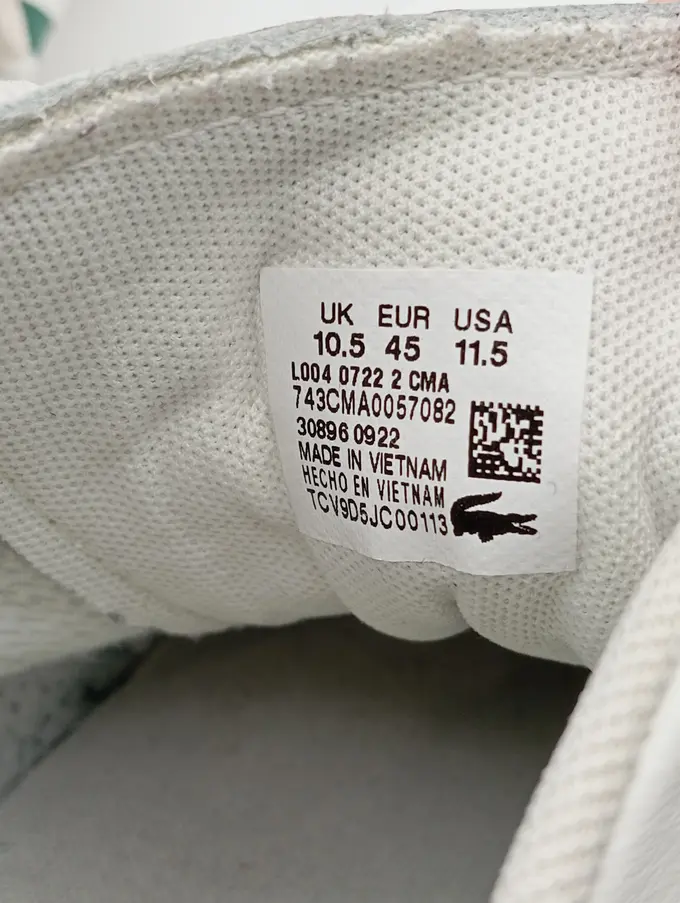 UK EUR USA
10.5 45 11.5
L004 0722 2 CMA
743CMA0057082
30896 0922
MADE IN VIETNAM
HECHO EN VIETNAM
TCV9D5JC00113